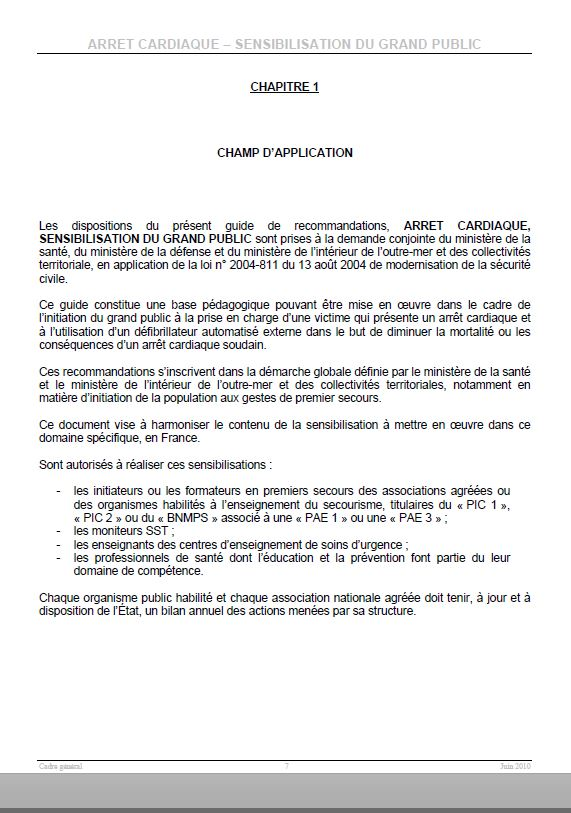 ARRET CARDIAQUE – SENSIBILISATION DU GRAND PUBLIC
CHAPITRE 1
CHAMP D'APPLICATION
Les dispositions du présent guide de recommandations, ARRET CARDIAQUE,
SENSIBILISATION DU GRAND PUBLIC sont prises à la demande conjointe du ministère de la
santé, du ministère de la défense et du ministère de l'intérieur de l'outre-mer et des collectivités
territoriale, en application de la loi n° 2004-811 du 13 août 2004 de modernisation de la sécurité
civile.
Ce guide constitue une base pédagogique pouvant être mise en œuvre dans le cadre de
l'initiation du grand public à la prise en charge d'une victime qui présente un arrêt cardiaque et
à l'utilisation d'un défibrillateur automatisé externe dans le but de diminuer la mortalité ou les
conséquences d'un arrêt cardiaque soudain.
Ces recommandations s'inscrivent dans la démarche globale définie par le ministère de la santé
et le ministère de l'intérieur de l'outre-mer et des collectivités territoriales, notamment en
matière d'initiation de la population aux gestes de premier secours.
Ce document vise à harmoniser le contenu de la sensibilisation à mettre en œuvre dans ce
domaine spécifique, en France.
Sont autorisés à réaliser ces sensibilisations :
- les initiateurs ou les formateurs en premiers secours des associations agréées ou
des organismes habilités à l'enseignement du secourisme, titulaires du « PIC 1 »,
« PIC 2 » ou du « BNMPS » associé à une « PAE 1 » ou une « PAE 3 » ;
- les moniteurs SST ;
- les enseignants des centres d'enseignement de soins d'urgence ;
- les professionnels de santé dont l'éducation et la prévention font partie du leur
domaine de compétence.
Chaque organisme public habilité et chaque association nationale agréée doit tenir, à jour et à
disposition de l'État, un bilan annuel des actions menées par sa structure.
Cadre général 7 Juin 2010